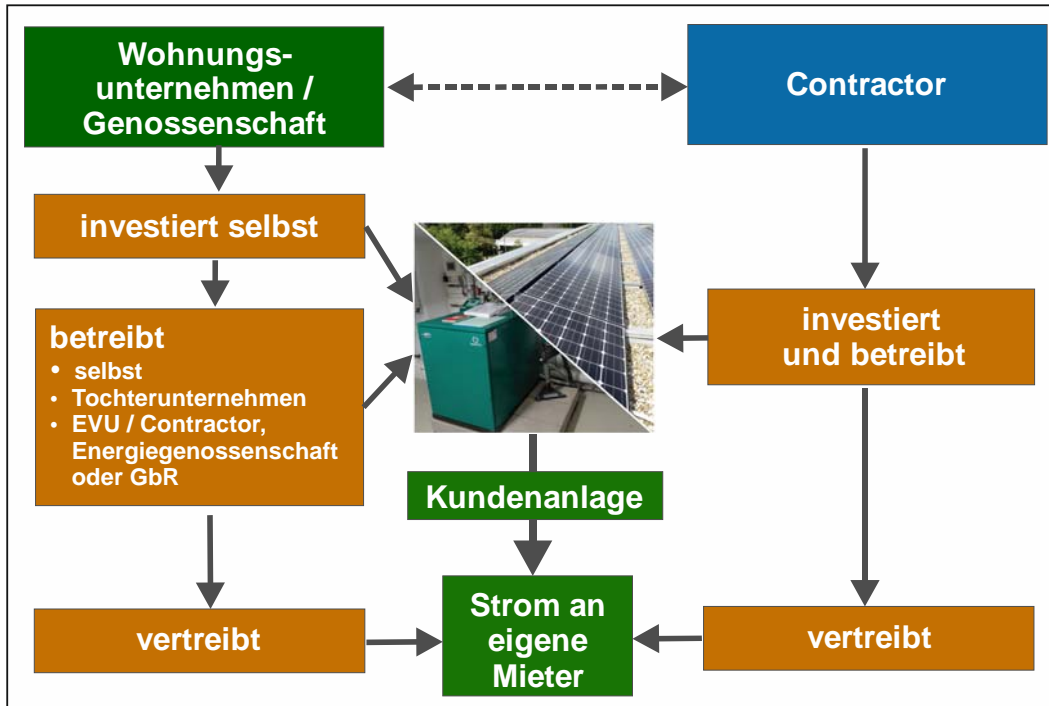 Wohnungs-
unternehmen /
Genossenschaft
Contractor
investiert selbst
betreibt
• selbst
• Tochterunternehmen
• EVU / Contractor,
Energiegenossenschaft
oder GbR
investiert
und betreibt
Kundenanlage
vertreibt
Strom an
eigene
Mieter
vertreibt